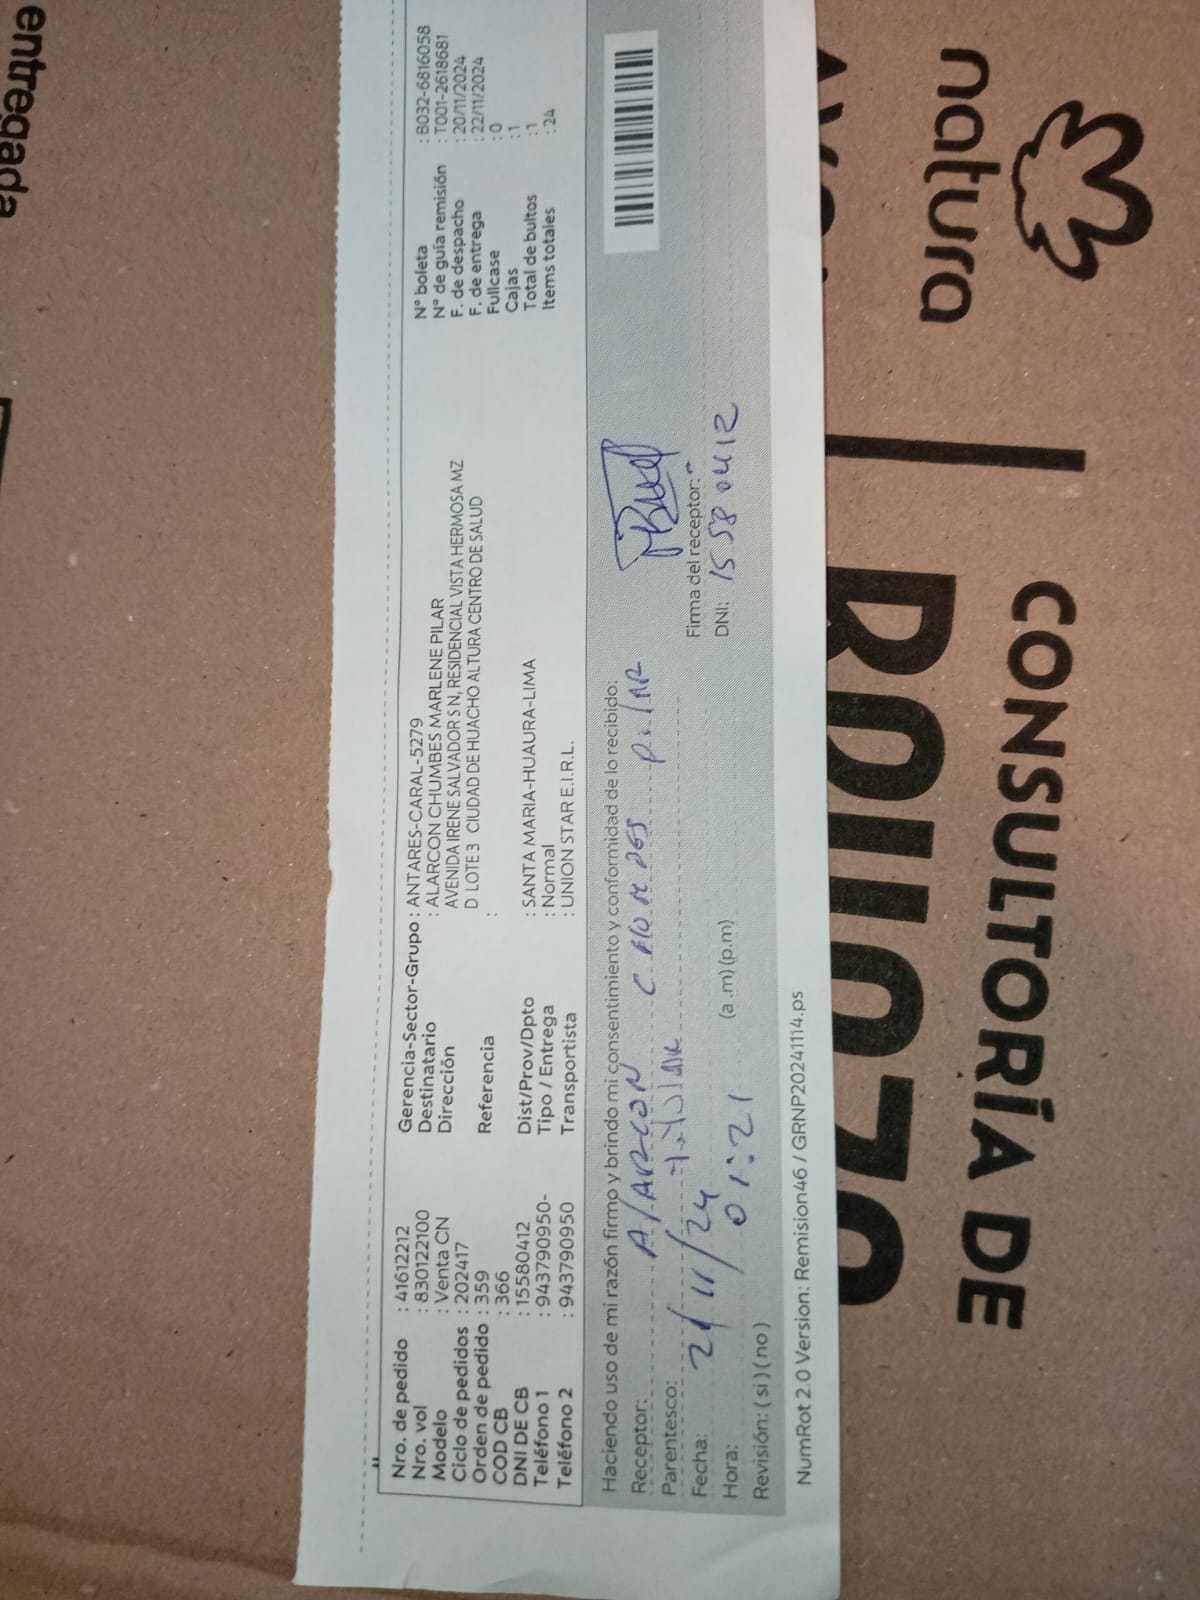 entregada
Nro. de pedido : 41612212
Nro. vol : 830122100
Modelo : Venta CN
Ciclo de pedidos : 202417
Orden de pedido : 359
COD CB : 366
DNI DE CB : 15580412
Teléfono 1 : 943790950-
Teléfono 2 : 943790950
Gerencia-Sector-Grupo : ANTARES-CARAL-5279
Destinatario : ALARCON CHUMBES MARLENE PILAR
Dirección AVENIDA IRENE SALVADOR S N, RESIDENCIAL VISTA HERMOSA MZ
D LOTE 3 CIUDAD DE HUACHO ALTURA CENTRO DE SALUD
Referencia :
Dist/Prov/Dpto : SANTA MARIA-HUAURA-LIMA
Tipo / Entrega : Normal
Transportista : UNION STAR E.I.R.L.
N° boleta : B032-6816058
N° de guía remisión : T001-2618681
F. de despacho : 20/11/2024
F. de entrega : 22/11/2024
Fullcase : 0
Cajas : 1
Total de bultos : 1
Items totales : 24
Haciendo uso de mi razón firmo y brindo mi consentimiento y conformidad de lo recibido:
Receptor: Alarcon Chumbes Pilar
Parentesco: Titular
Fecha: 21/11/24
Hora: 01:21 (a .m) (p.m)
Revisión: ( si ) ( no )
Firma del receptor:
DNI: 15580412
NumRot 2.0 Version: Remision46 / GRNP20241114.ps
natura
CONSULTORÍA DE